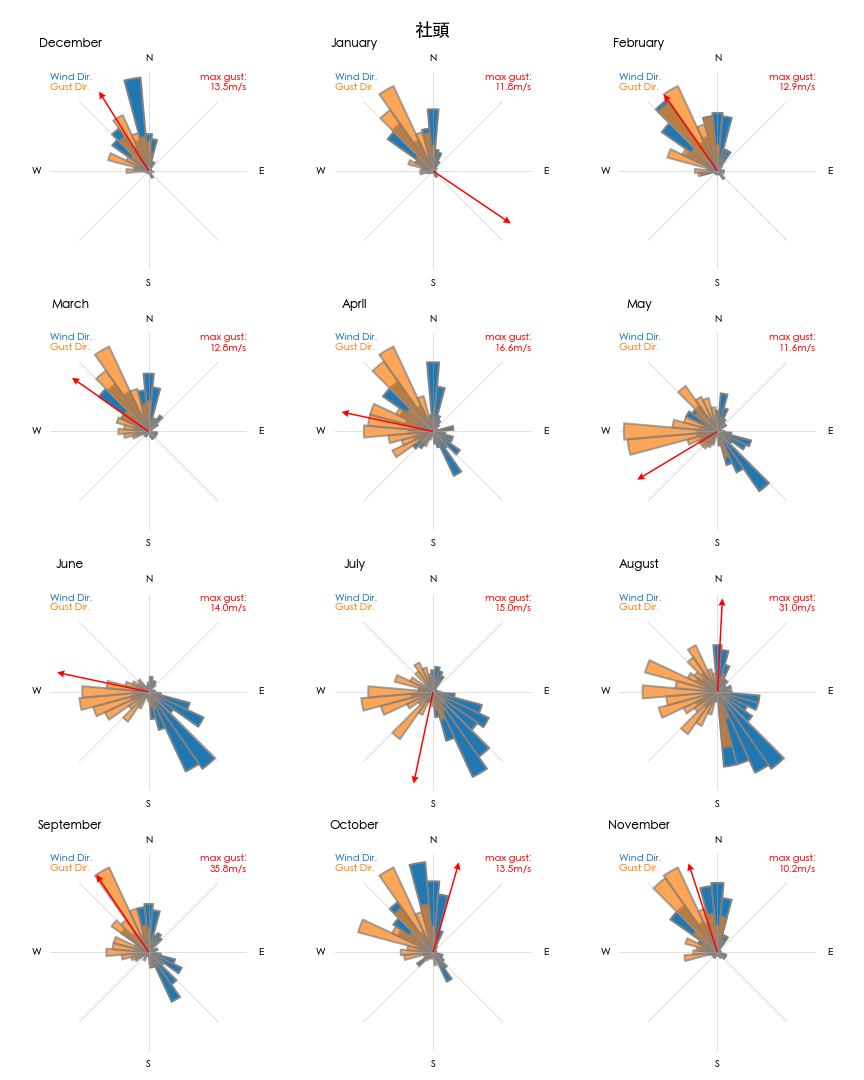 社頭
December
N
Wind Dir.
Gust Dir.
max gust:
13.5m/s
W
E
S
January
N
Wind Dir.
Gust Dir.
max gust:
11.8m/s
W
E
S
February
N
Wind Dir.
Gust Dir.
max gust:
12.9m/s
W
E
S
March
N
Wind Dir.
Gust Dir.
max gust:
12.8m/s
W
E
S
April
N
Wind Dir.
Gust Dir.
max gust:
16.6m/s
W
E
S
May
N
Wind Dir.
Gust Dir.
max gust:
11.6m/s
W
E
S
June
N
Wind Dir.
Gust Dir.
max gust:
14.0m/s
W
E
S
July
N
Wind Dir.
Gust Dir.
max gust:
15.0m/s
W
E
S
August
N
Wind Dir.
Gust Dir.
max gust:
31.0m/s
W
E
S
September
N
Wind Dir.
Gust Dir.
max gust:
35.8m/s
W
E
S
October
N
Wind Dir.
Gust Dir.
max gust:
13.5m/s
W
E
S
November
N
Wind Dir.
Gust Dir.
max gust:
10.2m/s
W
E
S